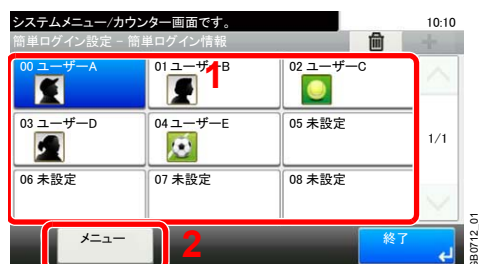 システムメニュー/カウンター画面です。
10:10
簡単ログイン設定 - 簡単ログイン情報
00 ユーザーA
01 ユーザーB
02 ユーザーC
1
03 ユーザーD
04 ユーザーE
05 未設定
1/1
06 未設定
07 未設定
08 未設定
メニュー
2
終了
GB0712_01